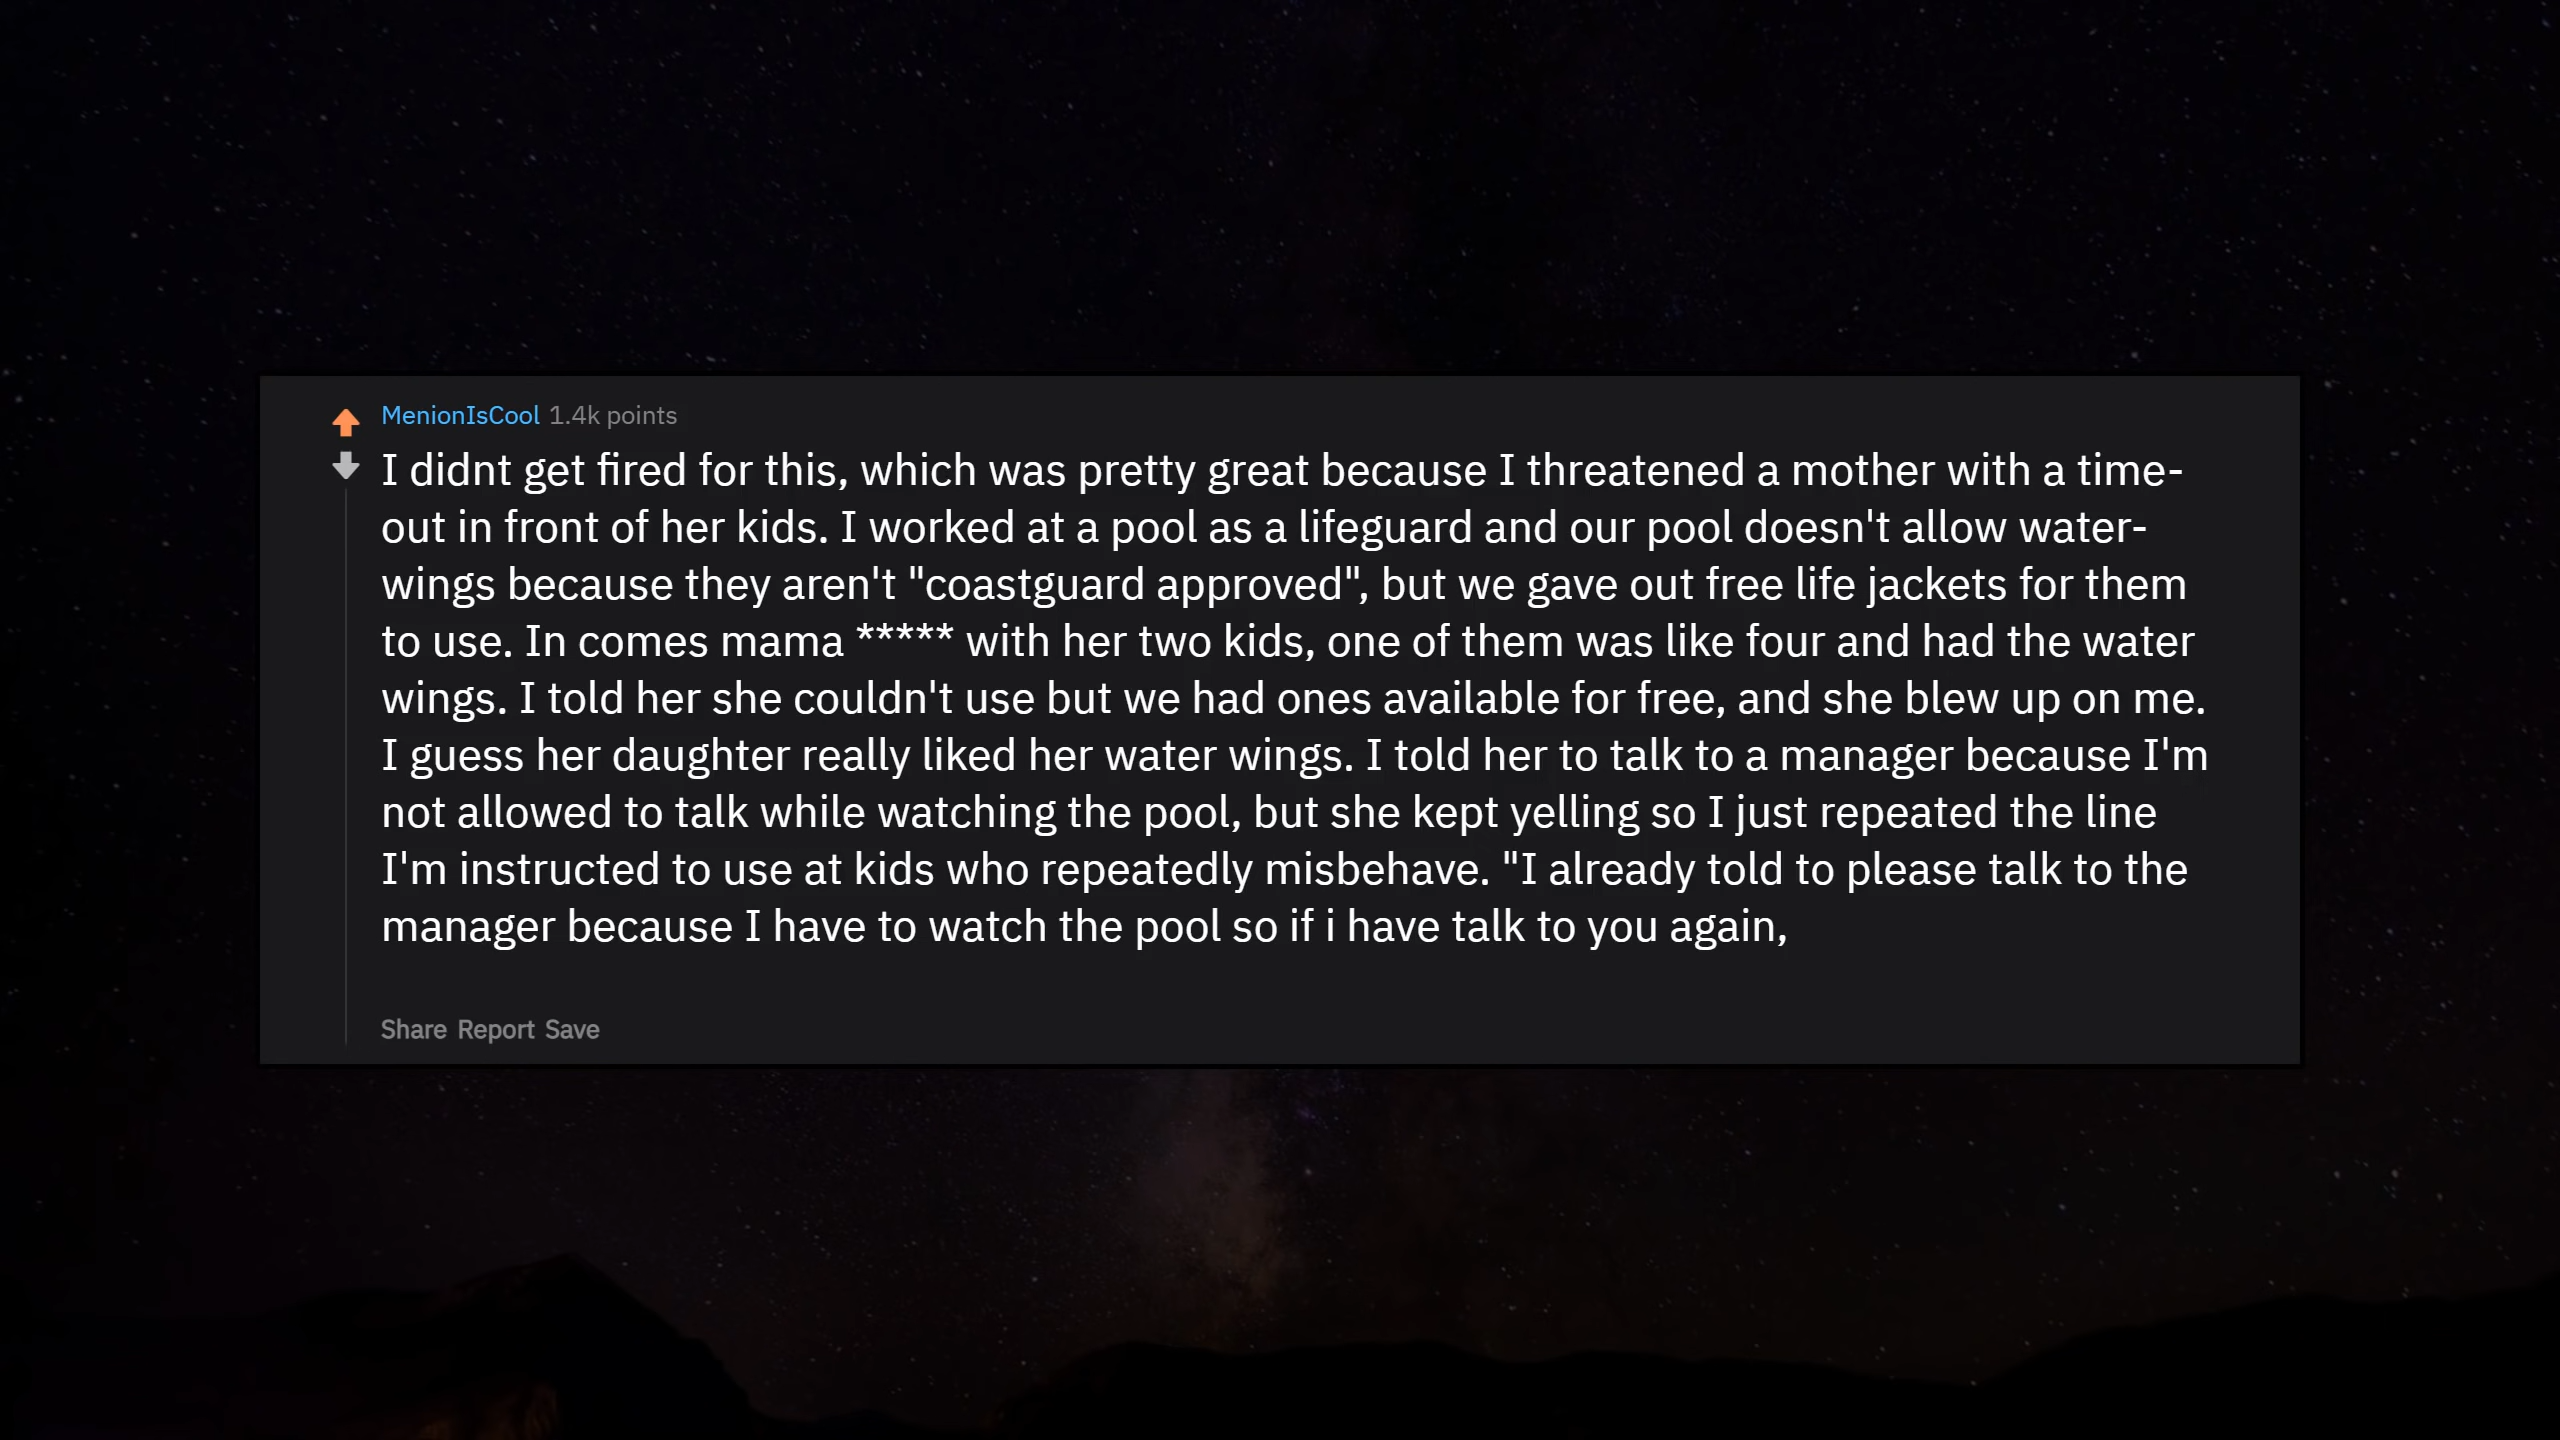 MenionIsCool 1.4k points
I didnt get fired for this, which was pretty great because I threatened a mother with a time-
out in front of her kids. I worked at a pool as a lifeguard and our pool doesn't allow water-
wings because they aren't "coastguard approved", but we gave out free life jackets for them
to use. In comes mama ***** with her two kids, one of them was like four and had the water
wings. I told her she couldn't use but we had ones available for free, and she blew up on me.
I guess her daughter really liked her water wings. I told her to talk to a manager because I'm
not allowed to talk while watching the pool, but she kept yelling so I just repeated the line
I'm instructed to use at kids who repeatedly misbehave. "I already told to please talk to the
manager because I have to watch the pool so if i have talk to you again,
Share Report Save